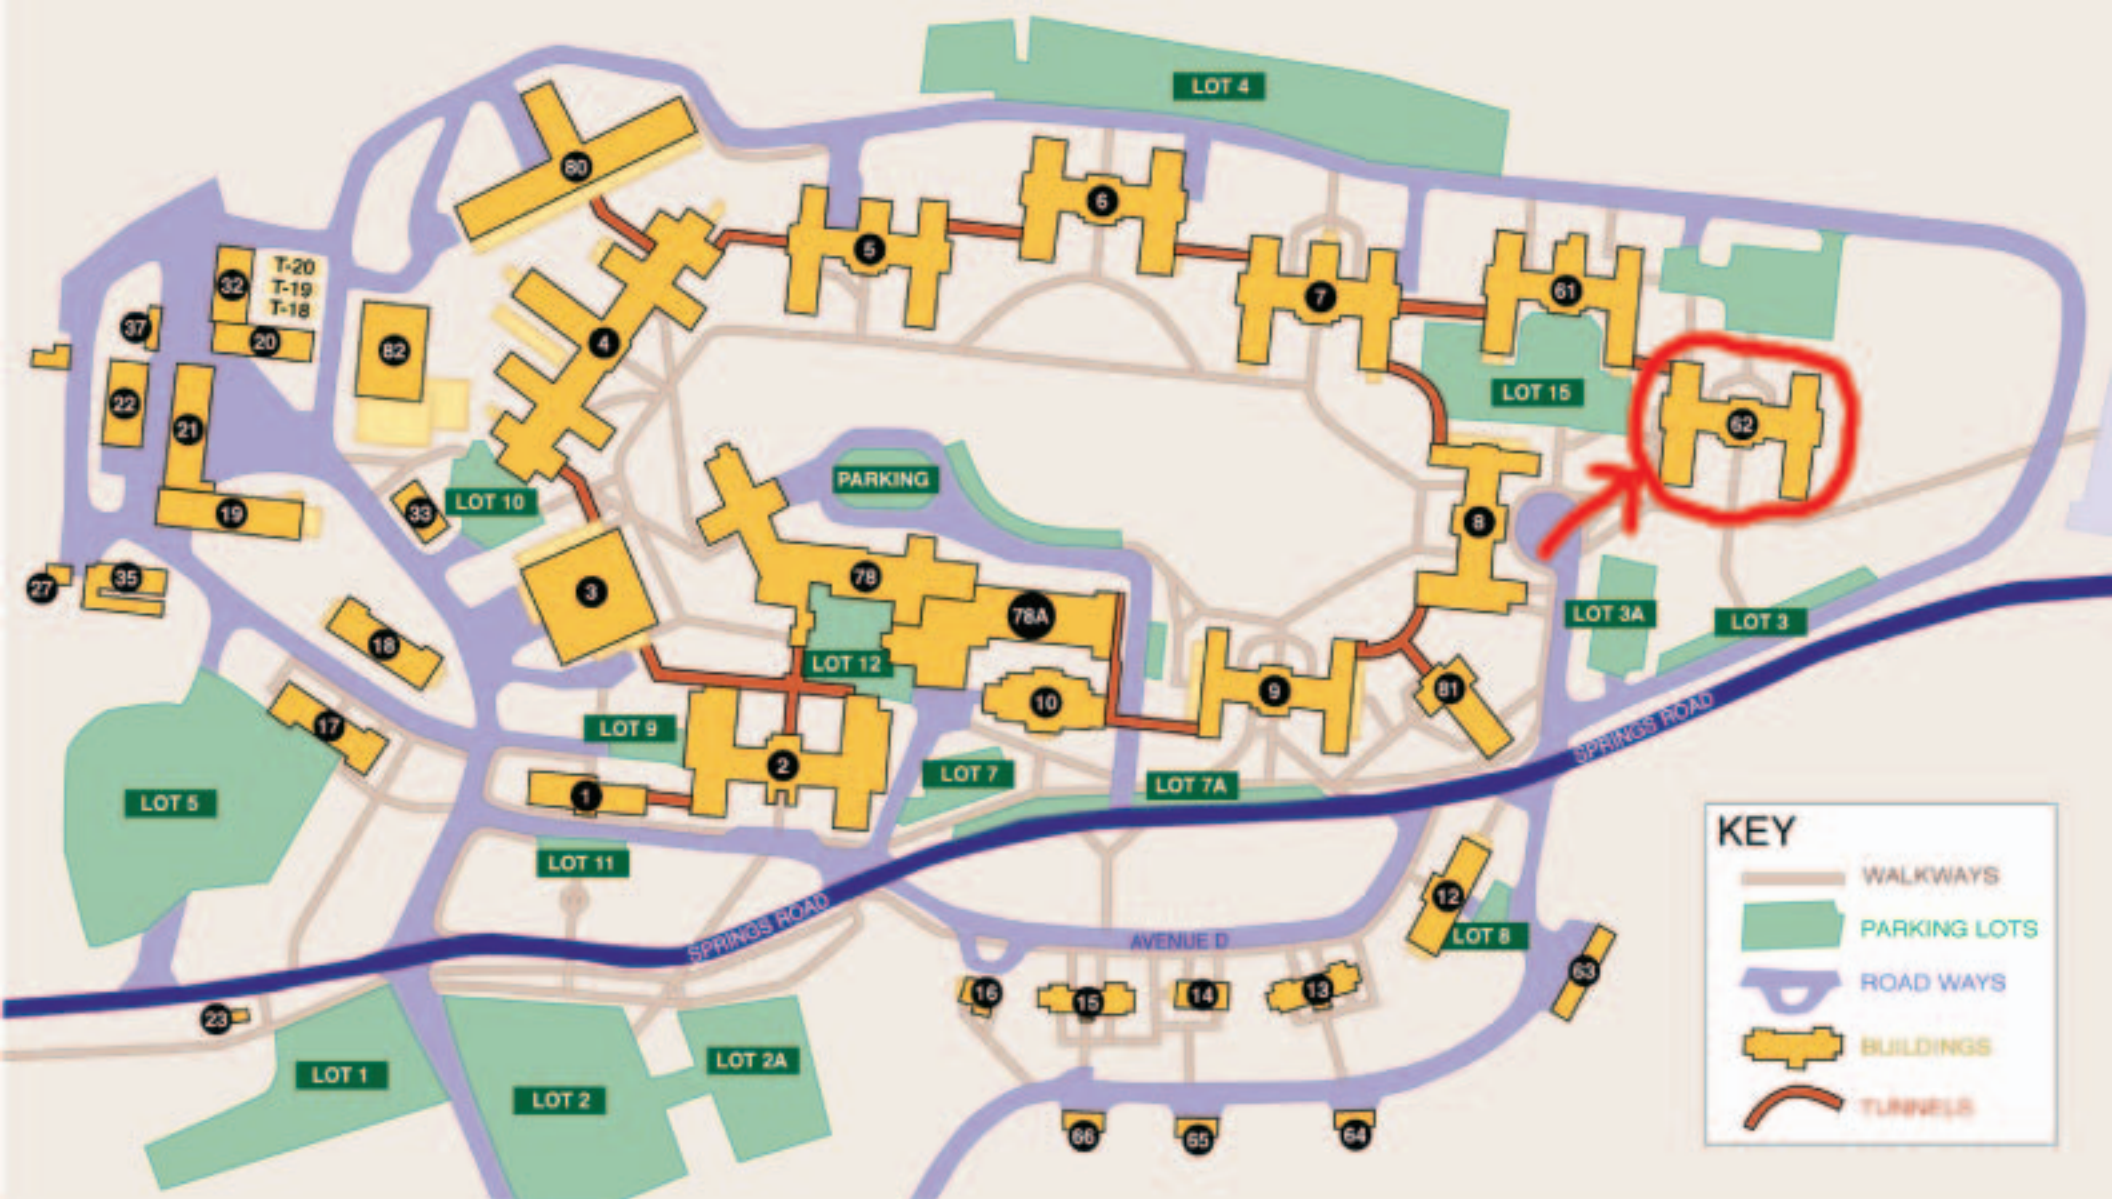 LOT 4
80
6
5
32
T-20
T-19
T-18
7
61
37
20
82
4
LOT 15
22
21
62
PARKING
33
LOT 10
19
8
78
27
35
3
78A
LOT 3A
LOT 3
18
LOT 12
10
9
81
17
LOT 9
SPRINGS ROAD
2
LOT 7
LOT 7A
1
LOT 5
KEY
LOT 11
WALKWAYS
12
SPRINGS ROAD
AVENUE D
LOT 8
PARKING LOTS
63
ROAD WAYS
16
15
14
13
23
BUILDINGS
LOT 1
LOT 2A
LOT 2
TUNNELS
66
65
64